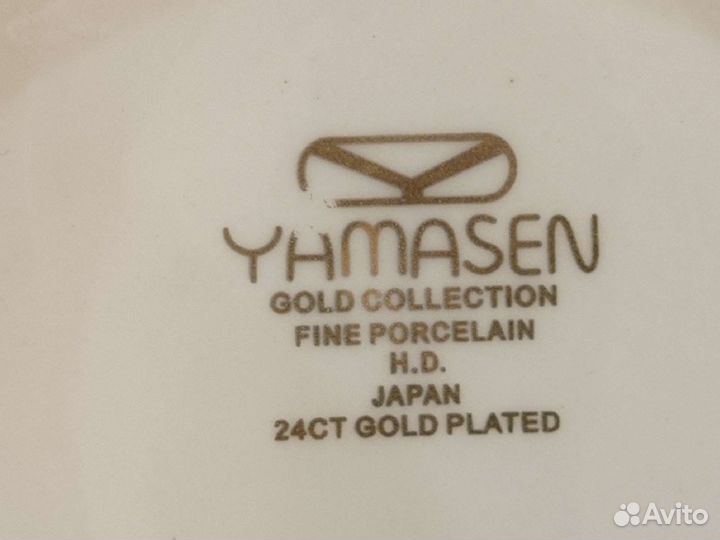 YAMASEN
GOLD COLLECTION
FINE PORCELAIN
H.D.
JAPAN
24CT GOLD PLATED
Avito